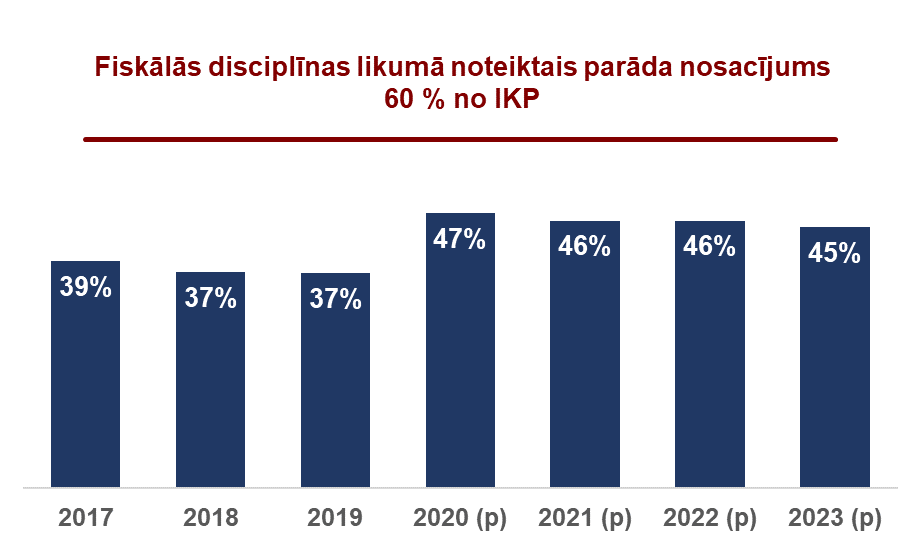 Fiskālās disciplīnas likumā noteiktais parāda nosacījums
60 % no IKP
39%
37%
37%
47%
46%
46%
45%
2017
2018
2019
2020 (p)
2021 (p)
2022 (p)
2023 (p)